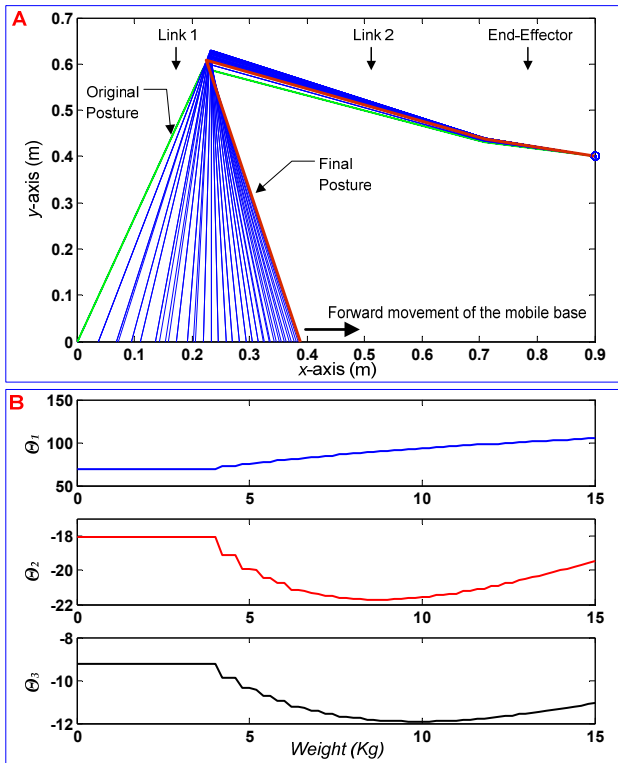 A
0.7
0.6
0.5
0.4
0.3
0.2
0.1
0
y-axis (m)
Link 1
Link 2
End-Effector
Original
Posture
Final
Posture
Forward movement of the mobile base
0 0.1 0.2 0.3 0.4 0.5 0.6 0.7 0.8 0.9
x-axis (m)
B
150
100
50
Θ1
0 5 10 15
-18
-20
-22
Θ2
0 5 10 15
-8
-10
-12
Θ3
0 5 10 15
Weight (Kg)